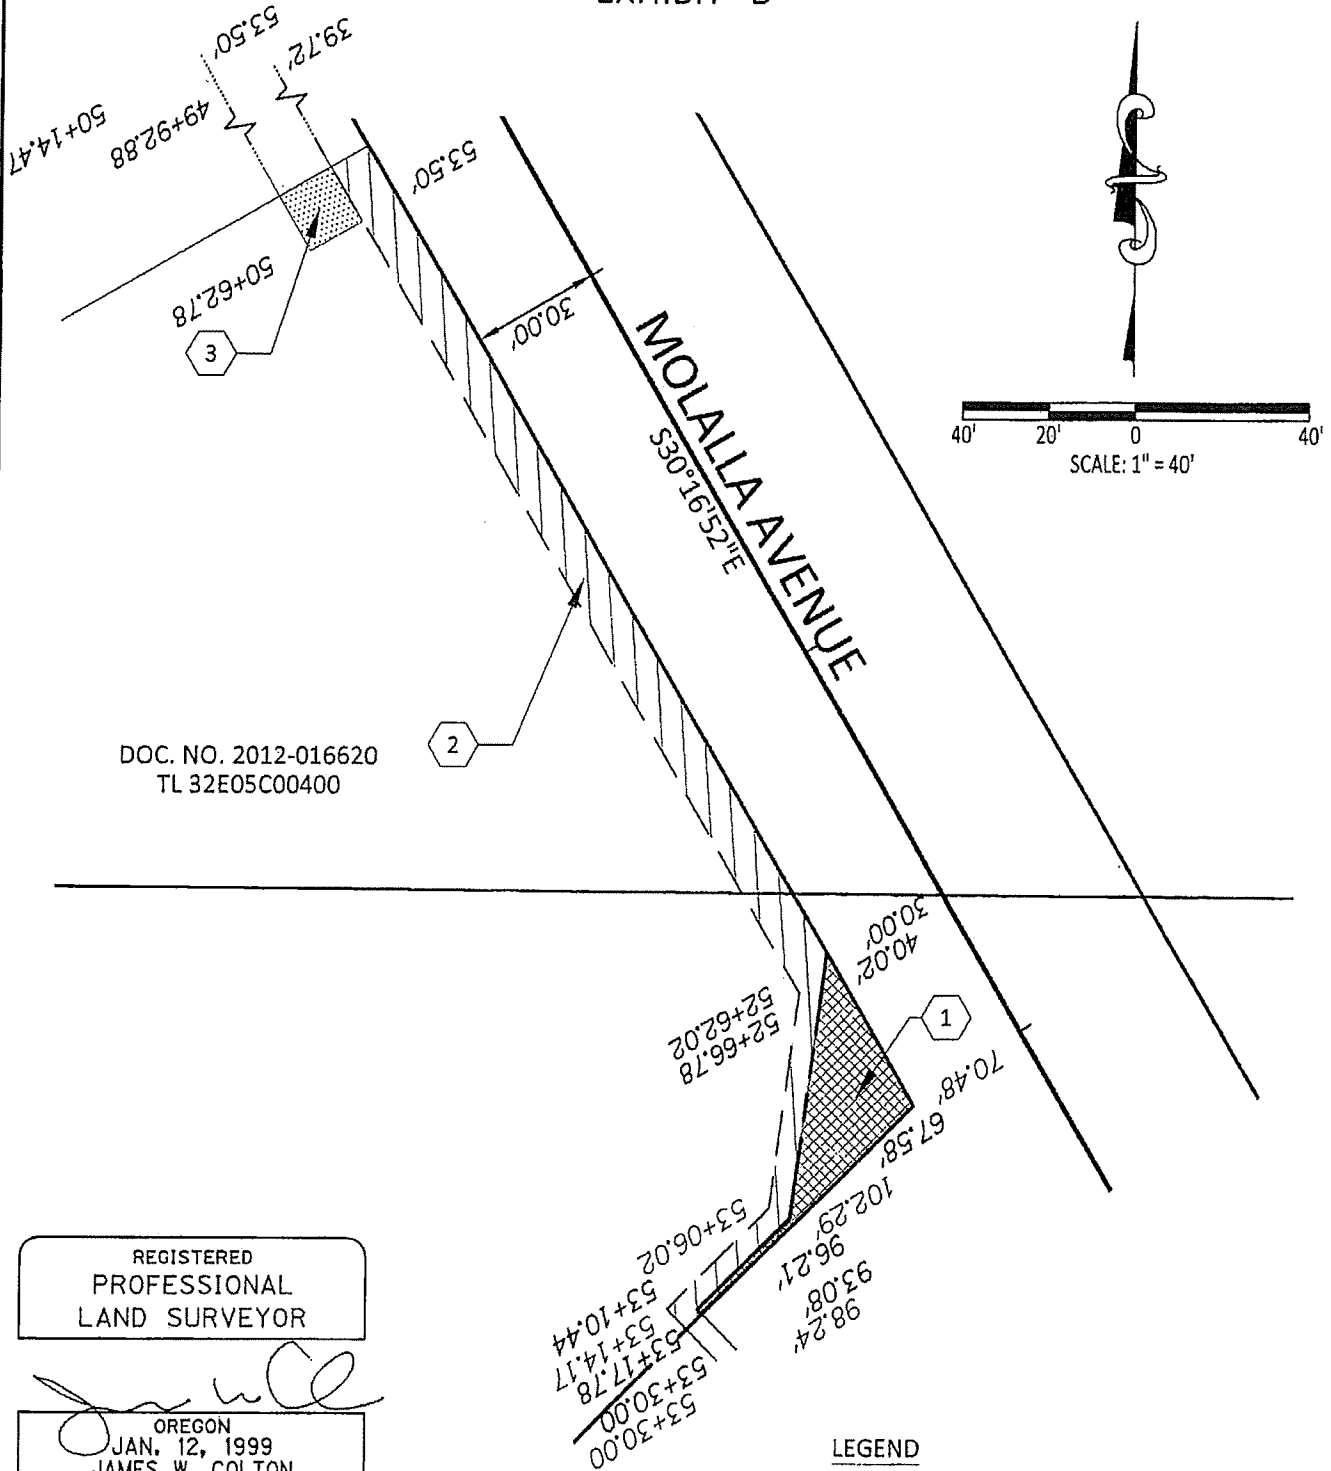 53.50'
39.72'
50+14.47
49+92.88
53.50'
50+62.78
3
30.00'
MOLALLA AVENUE
S30°16'52"E
40'
20'
0
40'
SCALE: 1" = 40'
2
DOC. NO. 2012-016620
TL 32E05C00400
30.00'
40.02'
52+62.02
52+66.78
1
70.48'
67.58'
102.29'
96.21'
93.08'
98.24'
53+06.02
53+10.44
53+14.17
53+17.78
53+30.00
53+30.00
REGISTERED
PROFESSIONAL
LAND SURVEYOR
OREGON
JAN. 12, 1999
JAMES W. COLTON
LEGEND